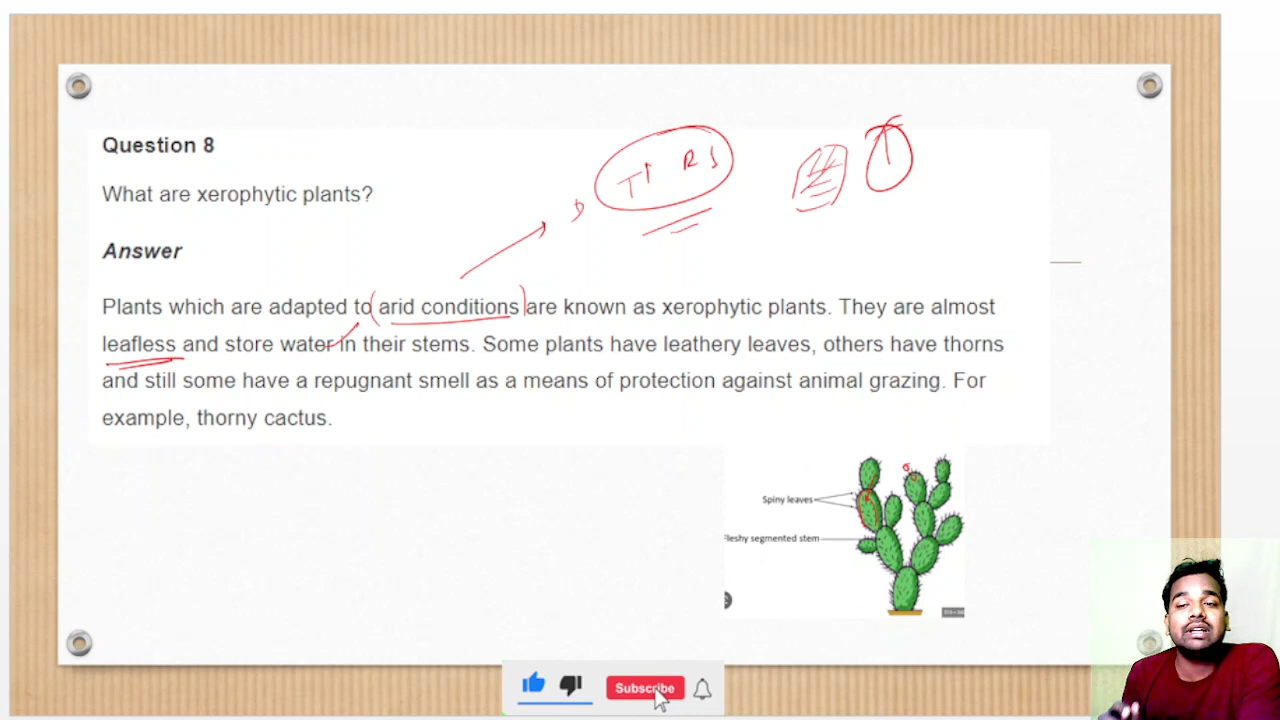 Question 8
T↑ R↓
What are xerophytic plants?
Answer
Plants which are adapted to (arid conditions) are known as xerophytic plants. They are almost
leafless and store water in their stems. Some plants have leathery leaves, others have thorns
and still some have a repugnant smell as a means of protection against animal grazing. For
example, thorny cactus.
Spiny leaves
Fleshy segmented stem
Subscribe